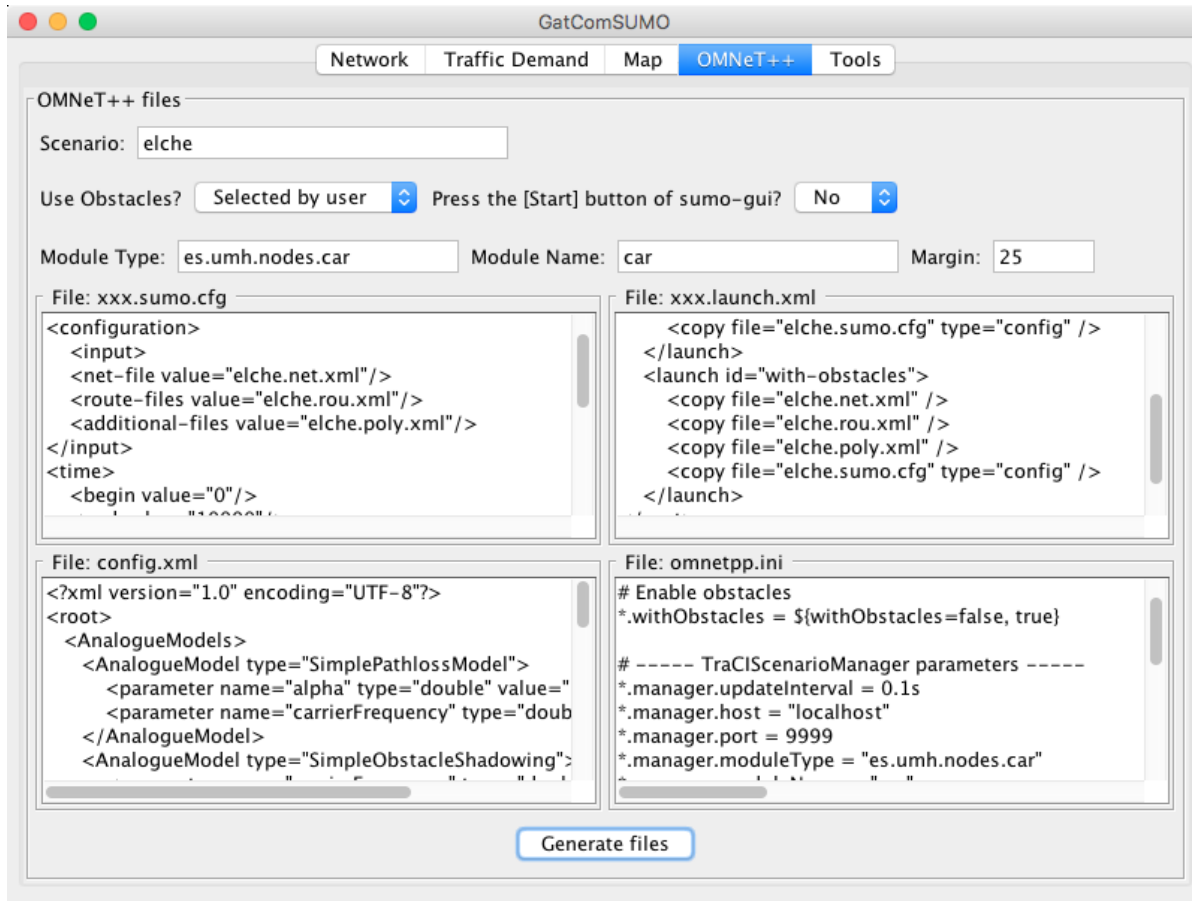 GatComSUMO
Network Traffic Demand Map OMNeT++ Tools
OMNeT++ files
Scenario: elche
Use Obstacles? Selected by user Press the [Start] button of sumo-gui? No
Module Type: es.umh.nodes.car Module Name: car Margin: 25
File: xxx.sumo.cfg
<configuration>
<input>
<net-file value="elche.net.xml"/>
<route-files value="elche.rou.xml"/>
<additional-files value="elche.poly.xml"/>
</input>
<time>
<begin value="0"/>
File: xxx.launch.xml
<copy file="elche.sumo.cfg" type="config" />
</launch>
<launch id="with-obstacles">
<copy file="elche.net.xml" />
<copy file="elche.rou.xml" />
<copy file="elche.poly.xml" />
<copy file="elche.sumo.cfg" type="config" />
</launch>
File: config.xml
<?xml version="1.0" encoding="UTF-8"?>
<root>
<AnalogueModels>
<AnalogueModel type="SimplePathlossModel">
<parameter name="alpha" type="double" value="
<parameter name="carrierFrequency" type="doub
</AnalogueModel>
<AnalogueModel type="SimpleObstacleShadowing">
File: omnetpp.ini
# Enable obstacles
*.withObstacles = ${withObstacles=false, true}
# ----- TraCIScenarioManager parameters -----
*.manager.updateInterval = 0.1s
*.manager.host = "localhost"
*.manager.port = 9999
*.manager.moduleType = "es.umh.nodes.car"
Generate files